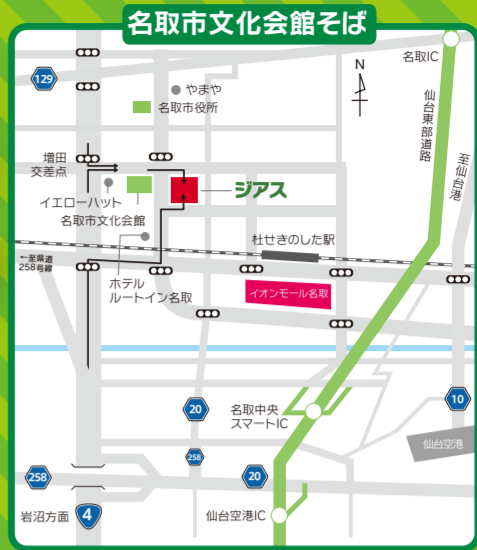 名取市文化会館そば
名取IC
129
やまや
N
名取市役所
仙台東部道路
至仙台港
増田
交差点
ジアス
イエローハット
名取市文化会館
杜せきのした駅
←至県道
258号線
ホテル
ルートイン名取
イオンモール名取
20
名取中央
スマートIC
10
258
仙台空港
258
20
岩沼方面
4
仙台空港IC